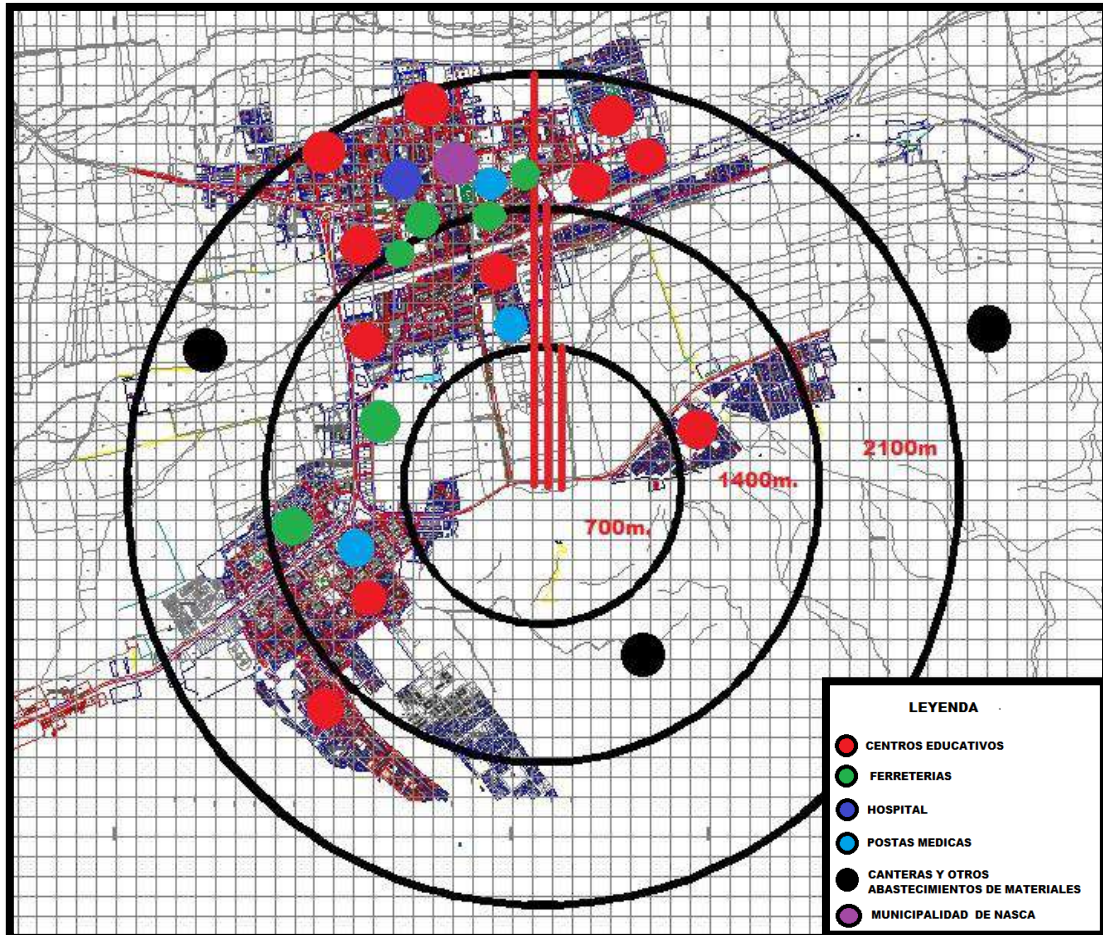 2100m
1400m.
700m.
LEYENDA
CENTROS EDUCATIVOS
FERRETERIAS
HOSPITAL
POSTAS MEDICAS
CANTERAS Y OTROS
ABASTECIMIENTOS DE MATERIALES
MUNICIPALIDAD DE NASCA